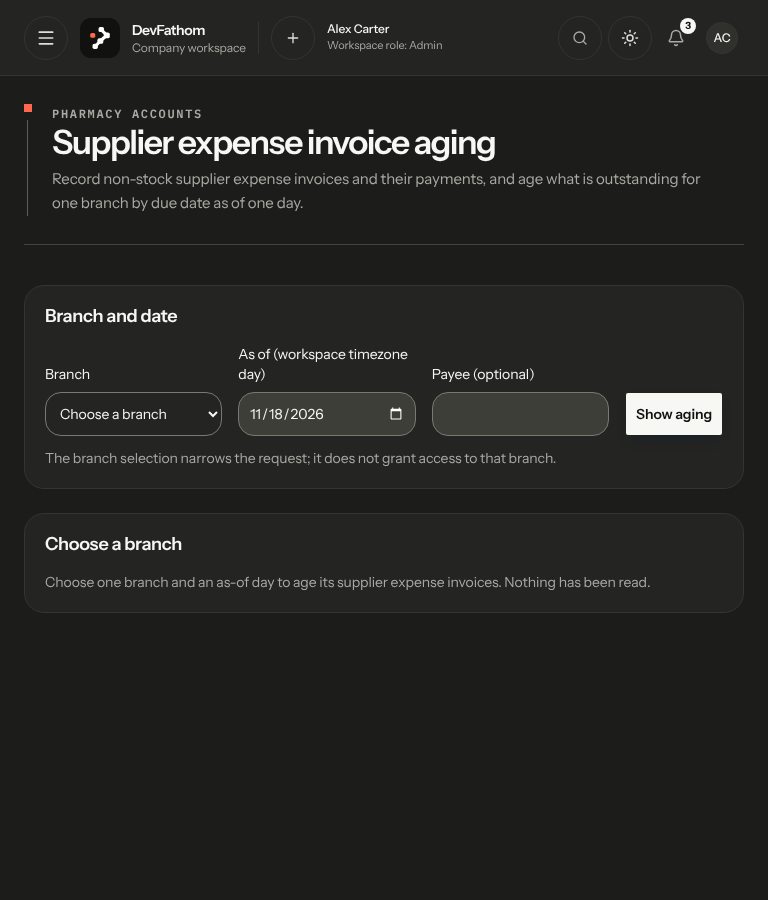 DevFathom
Company workspace
Alex Carter
Workspace role: Admin
3
AC
PHARMACY ACCOUNTS
Supplier expense invoice aging
Record non-stock supplier expense invoices and their payments, and age what is outstanding for
one branch by due date as of one day.
Branch and date
Branch
As of (workspace timezone
day)
Payee (optional)
Choose a branch
11/18/2026
Show aging
The branch selection narrows the request; it does not grant access to that branch.
Choose a branch
Choose one branch and an as-of day to age its supplier expense invoices. Nothing has been read.